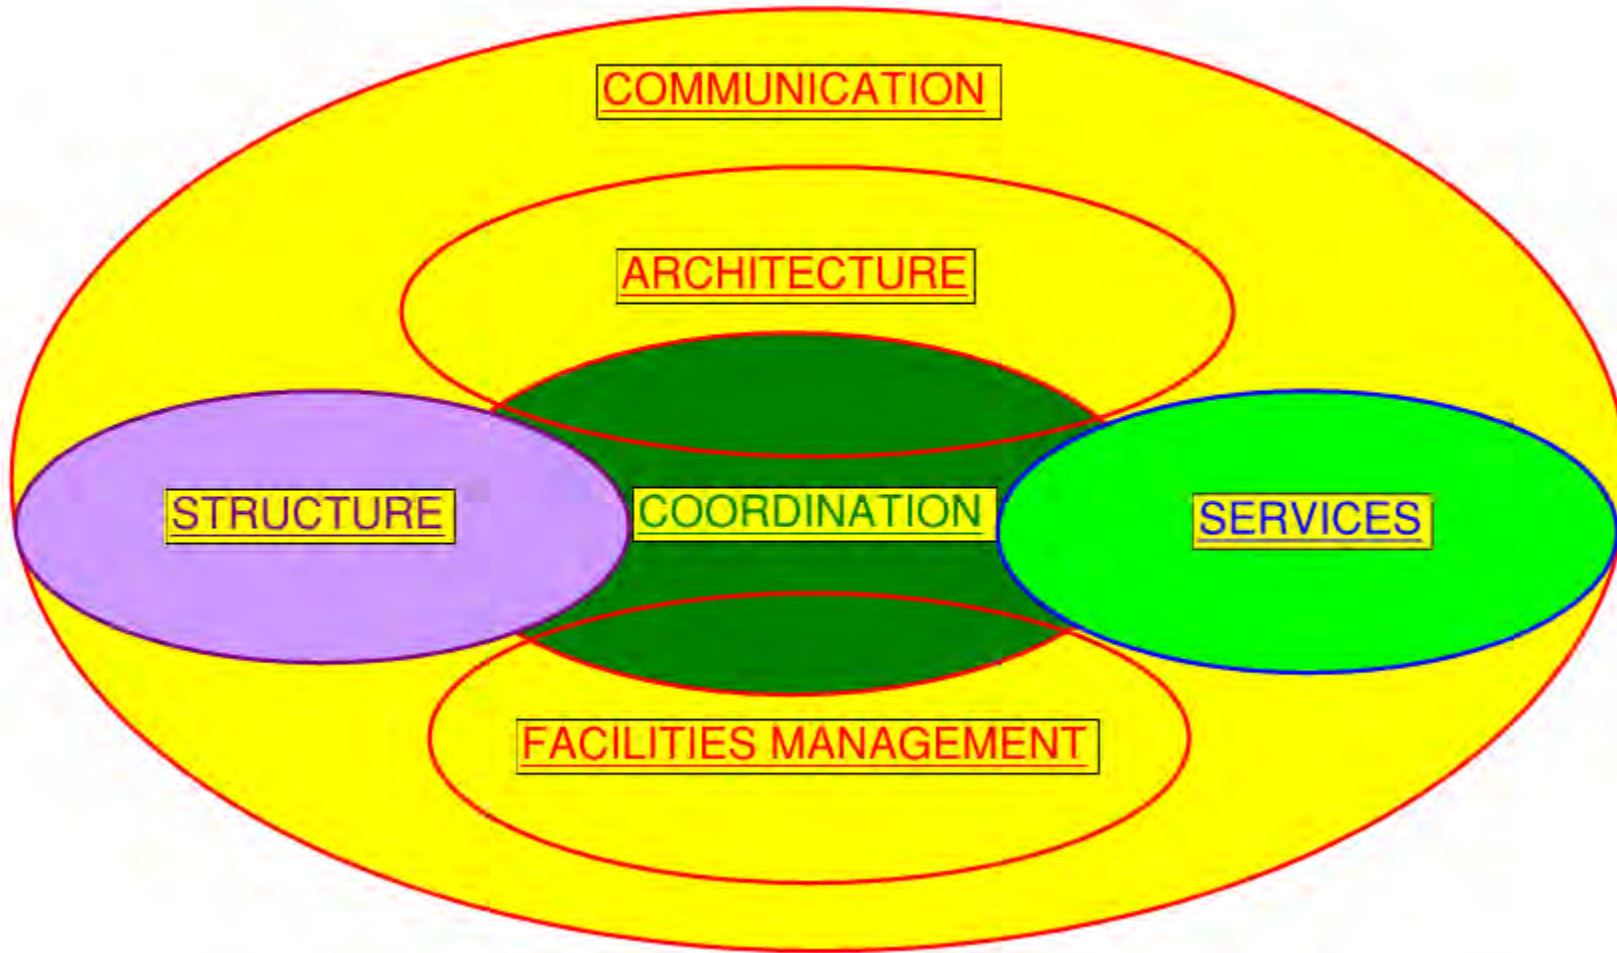 COMMUNICATION
ARCHITECTURE
STRUCTURE
COORDINATION
SERVICES
FACILITIES MANAGEMENT